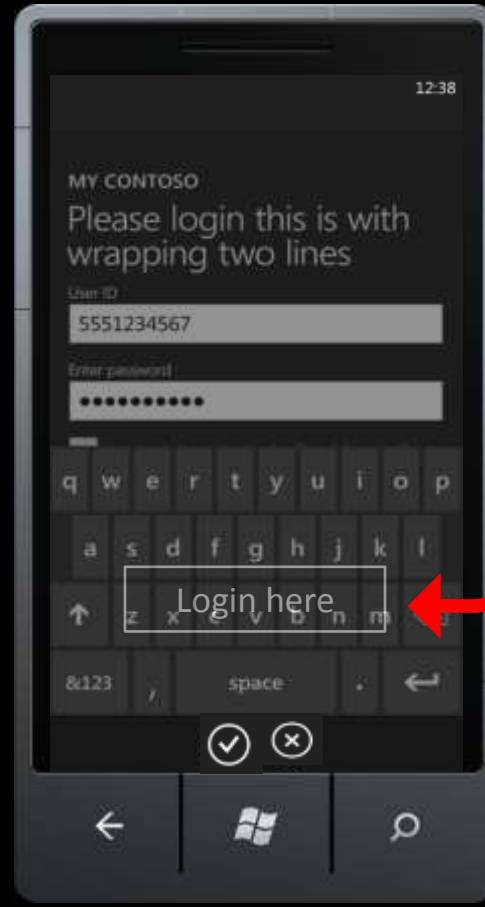 12:38
MY CONTOSO
Please login this is with
wrapping two lines
User ID
5551234567
Enter password
q w e r t y u i o p
a s d f g h j k l
z x c v b n m
Login here
&123 , space .